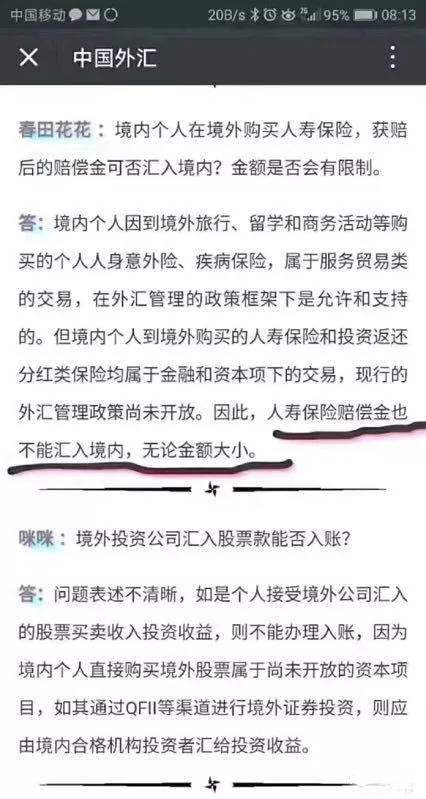 中国移动 20B/s 2G 95% 08:13
中国外汇
春田花花：境内个人在境外购买人寿保险，获赔
后的赔偿金可否汇入境内？金额是否会有限制。
答：境内个人因到境外旅行、留学和商务活动等购
买的个人人身意外险、疾病保险，属于服务贸易类
的交易，在外汇管理的政策框架下是允许和支持
的。但境内个人到境外购买的人寿保险和投资返还
分红类保险均属于金融和资本项下的交易，现行的
外汇管理政策尚未开放。因此，人寿保险赔偿金也
不能汇入境内，无论金额大小。
咪咪：境外投资公司汇入股票款能否入账？
答：问题表述不清晰，如是个人接受境外公司汇入
的股票买卖收入投资收益，则不能办理入账，因为
境内个人直接购买境外股票属于尚未开放的资本项
目，如其通过QFII等渠道进行境外证券投资，则应
由境内合格机构投资者汇给投资收益。